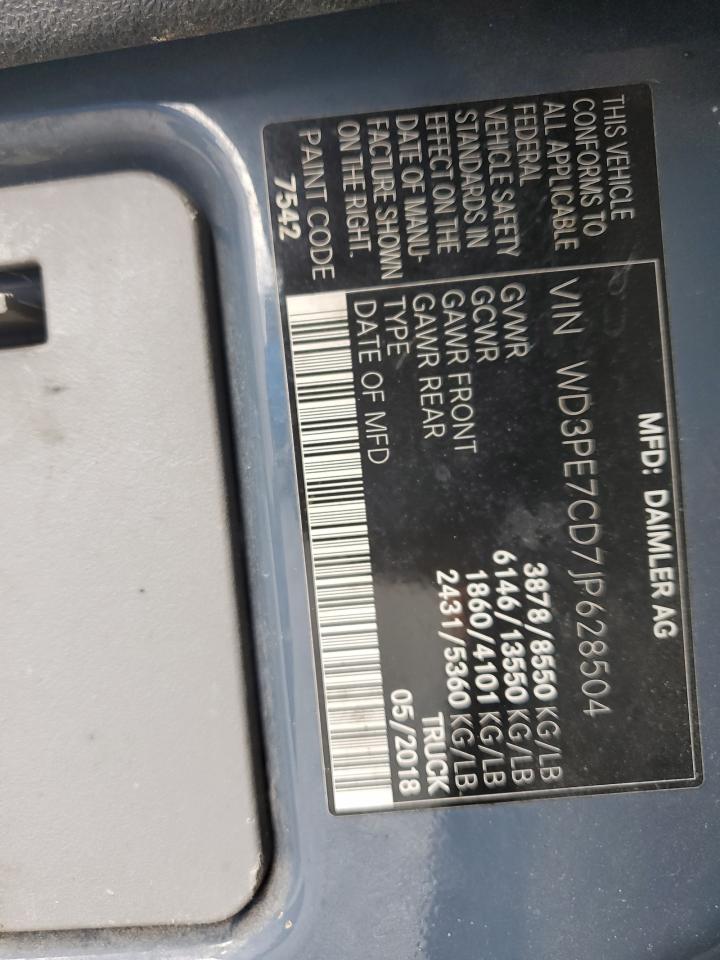 MFD: DAIMLER AG
VIN WD3PE7CD7JP628504
THIS VEHICLE
CONFORMS TO
ALL APPLICABLE
FEDERAL
VEHICLE SAFETY
STANDARDS IN
EFFECT ON THE
DATE OF MANU-
FACTURE SHOWN
ON THE RIGHT.
PAINT CODE
7542
GVWR 3878/8550 KG/LB
GCWR 6146/13550 KG/LB
GAWR FRONT 1860/4101 KG/LB
GAWR REAR 2431/5360 KG/LB
TYPE TRUCK
DATE OF MFD 05/2018